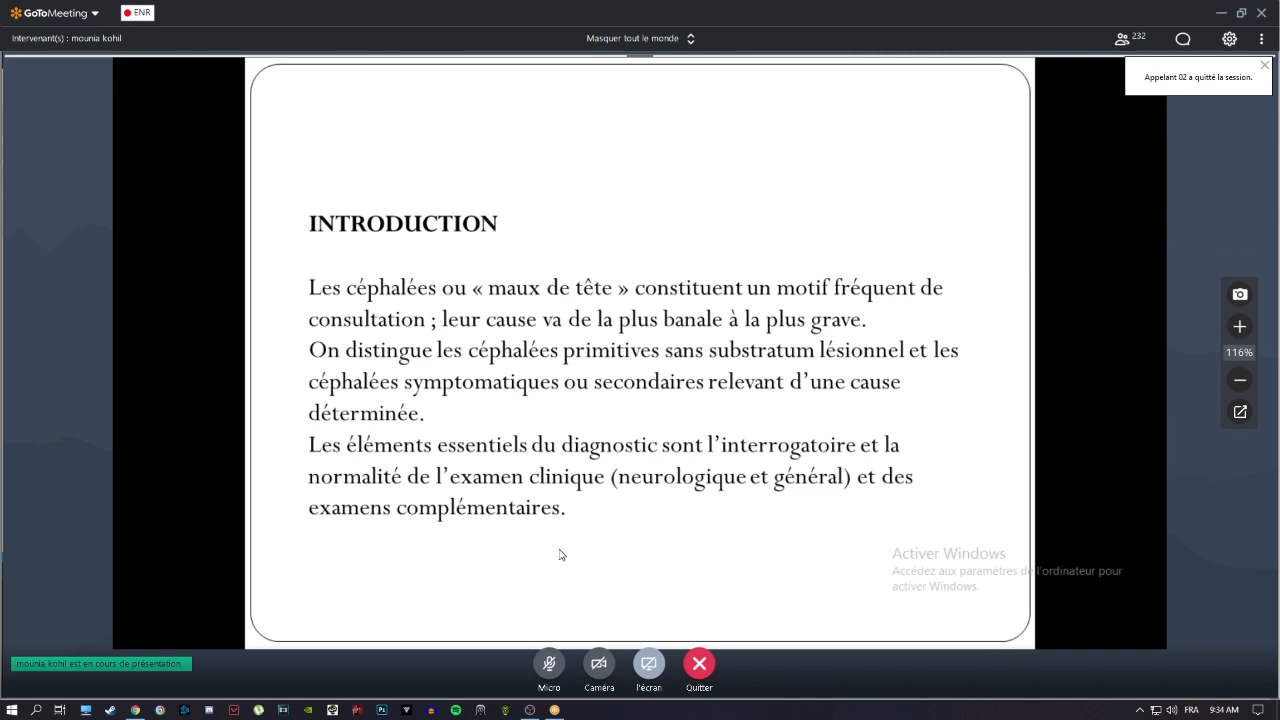 GoToMeeting
ENR
Intervenant(s) : mounia kohil
Masquer tout le monde
232
Appelant 02 a quitté la session.
INTRODUCTION
Les céphalées ou « maux de tête » constituent un motif fréquent de
consultation ; leur cause va de la plus banale à la plus grave.
On distingue les céphalées primitives sans substratum lésionnel et les
céphalées symptomatiques ou secondaires relevant d’une cause
déterminée.
Les éléments essentiels du diagnostic sont l’interrogatoire et la
normalité de l’examen clinique (neurologique et général) et des
examens complémentaires.
116%
Activer Windows
Accédez aux paramètres de l'ordinateur pour
activer Windows.
mounia kohil est en cours de présentation
Micro
Caméra
l'écran
Quitter
FRA
9:34 AM